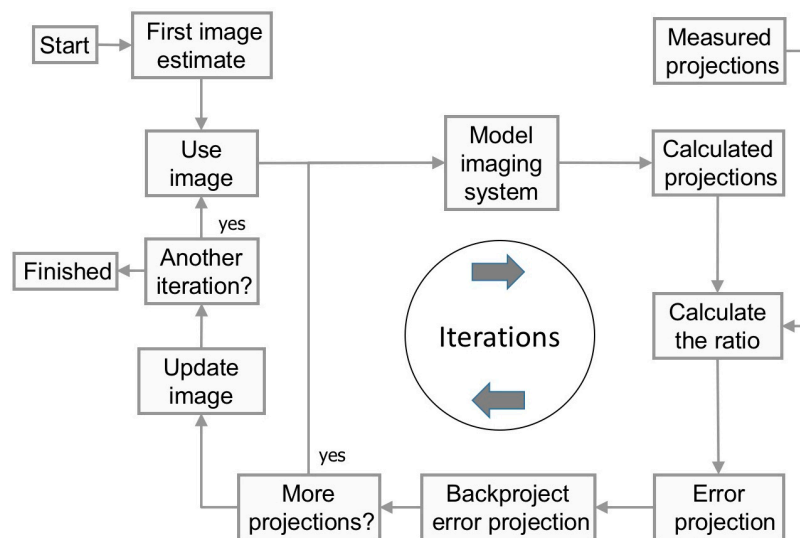 Start
First image
estimate
Measured
projections
Use
image
Model
imaging
system
Calculated
projections
yes
Finished
Another
iteration?
Iterations
Calculate
the ratio
Update
image
yes
More
projections?
Backproject
error projection
Error
projection